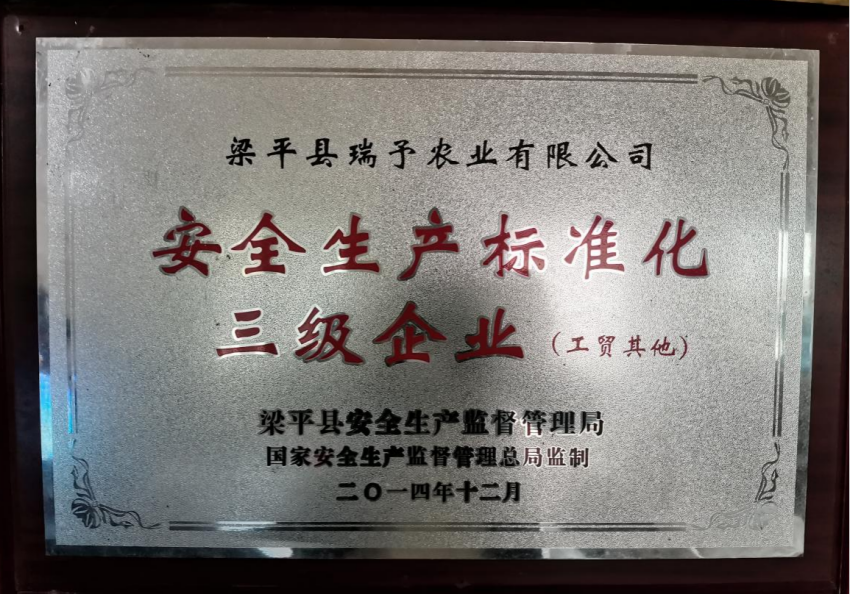 梁平县瑞予农业有限公司
安全生产标准化
三级企业（工贸其他）
梁平县安全生产监督管理局
国家安全生产监督管理总局监制
二〇一四年十二月